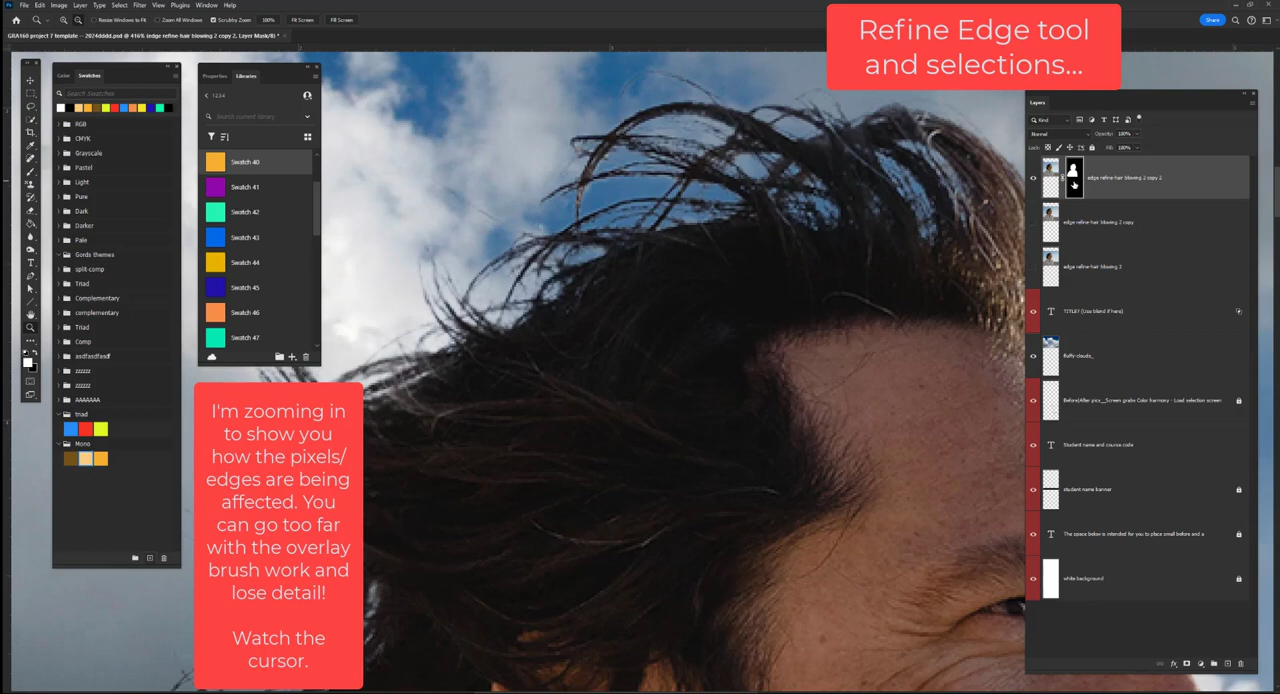 File Edit Image Layer Type Select Filter View Plugins Window Help
Resize Windows to Fit Zoom All Windows Scrubby Zoom 100% Fit Screen Fill Screen
Share
GRA160 project 7 template -- 2024dddd.psd @ 416% (edge refine-hair blowing 2 copy 2, Layer Mask/8) *
Refine Edge tool
and selections...
Color Swatches
Search Swatches
RGB
CMYK
Grayscale
Pastel
Light
Pure
Dark
Darker
Pale
Gords themes
split-comp
Triad
Complementary
complementary
Triad
Comp
asdfasfasdf
zzzzzz
zzzzzz
AAAAAA
triad
Mono
Properties Libraries
1234
Search current library
Swatch 40
Swatch 41
Swatch 42
Swatch 43
Swatch 44
Swatch 45
Swatch 46
Swatch 47
I'm zooming in
to show you
how the pixels/
edges are being
affected. You
can go too far
with the overlay
brush work and
lose detail!
Watch the
cursor.
Layers
Kind
Normal Opacity: 100%
Lock: Fill: 100%
edge refine-hair blowing 2 copy 2
edge refine-hair blowing 2 copy
edge refine-hair blowing 2
TITLE? (Use blend if here)
fluffy-clouds_
Before/After pics__Screen grabs Color harmony - Load selection screen
Student name and course code
student name banner
The space below is intended for you to place small before and a
white background